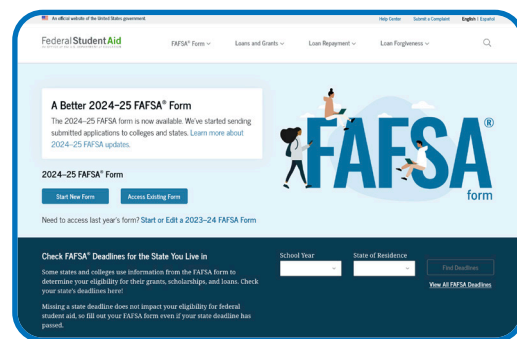 An official website of the United States government.
Help Center Submit a Complaint English | Español
FederalStudentAid
FAFSA® Form Loans and Grants Loan Repayment Loan Forgiveness
A Better 2024–25 FAFSA® Form
The 2024–25 FAFSA form is now available. We've started sending
submitted applications to colleges and states. Learn more about
2024–25 FAFSA updates.
FAFSA®
form
2024–25 FAFSA® Form
Start New Form Access Existing Form
Need to access last year's form? Start or Edit a 2023–24 FAFSA Form
Check FAFSA® Deadlines for the State You Live in
Some states and colleges use information from the FAFSA form to
determine your eligibility for their grants, scholarships, and loans. Check
your state's deadlines here!
Missing a state deadline does not impact your eligibility for federal
student aid, so fill out your FAFSA form even if your state deadline has
passed.
School Year State of Residence
Find Deadlines
View All FAFSA Deadlines